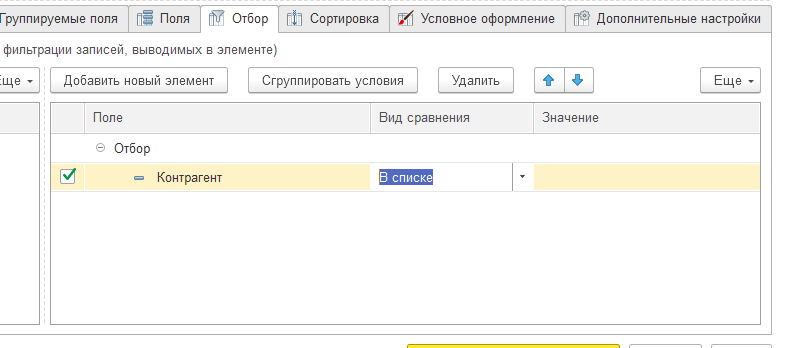 Группируемые поля Поля Отбор Сортировка Условное оформление Дополнительные настройки
фильтрации записей, выводимых в элементе)
Еще Добавить новый элемент Сгруппировать условия Удалить Еще
Поле Вид сравнения Значение
Отбор
Контрагент В списке